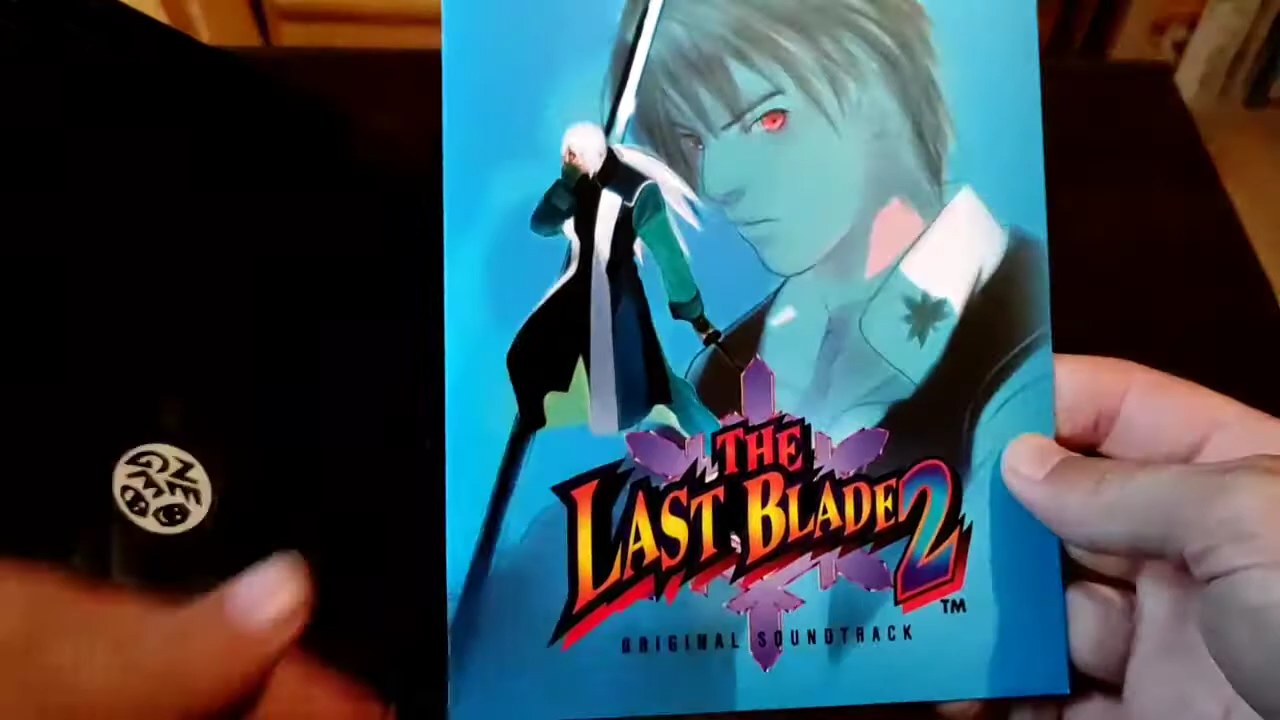 THE
LAST BLADE 2
TM
ORIGINAL SOUNDTRACK
NEO
GEO